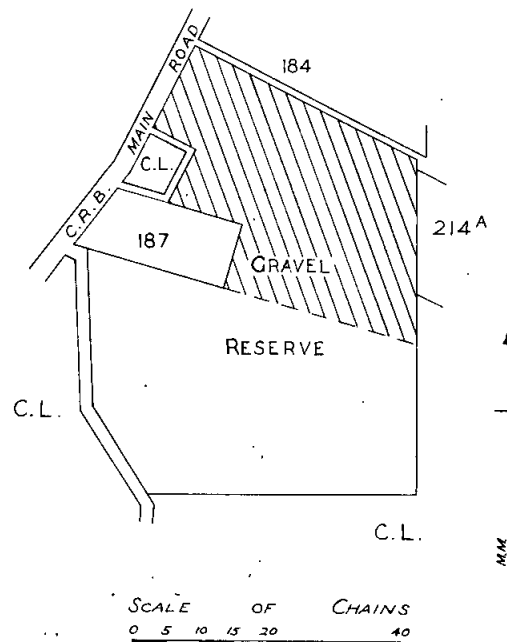 184
C.R.B. MAIN ROAD
C.L.
214A
187
GRAVEL
RESERVE
C.L.
C.L.
M.M.
SCALE OF CHAINS
0 5 10 15 20 40